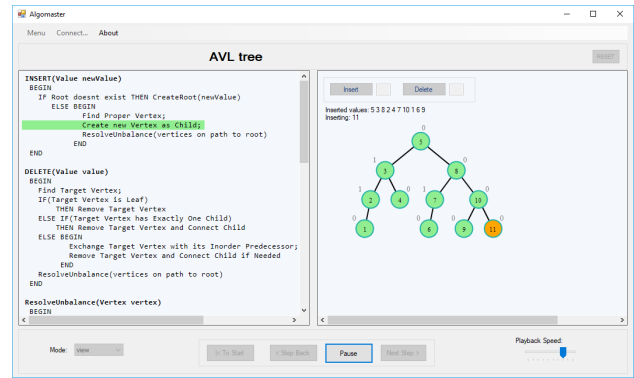 Algomaster
Menu Connect... About
AVL tree
RESET
INSERT(Value newValue)
BEGIN
IF Root doesnt exist THEN CreateRoot(newValue)
ELSE BEGIN
Find Proper Vertex;
Create new Vertex as Child;
ResolveUnbalance(vertices on path to root)
END
END
DELETE(Value value)
BEGIN
Find Target Vertex;
IF(Target Vertex is Leaf)
THEN Remove Target Vertex
ELSE IF(Target Vertex has Exactly One Child)
THEN Remove Target Vertex and Connect Child
ELSE BEGIN
Exchange Target Vertex with its Inorder Predecessor;
Remove Target Vertex and Connect Child if Needed
END
ResolveUnbalance(vertices on path to root)
END
ResolveUnbalance(Vertex vertex)
BEGIN
Insert Delete
Inserted values: 5 3 8 2 4 7 10 1 6 9
Inserting: 11
0
5
1 0
3 8
1 0 1 0
2 4 7 10
0 0 0 0
1 6 9 11
Mode: view
|< To Start < Step Back Pause Next Step >
Playback Speed: